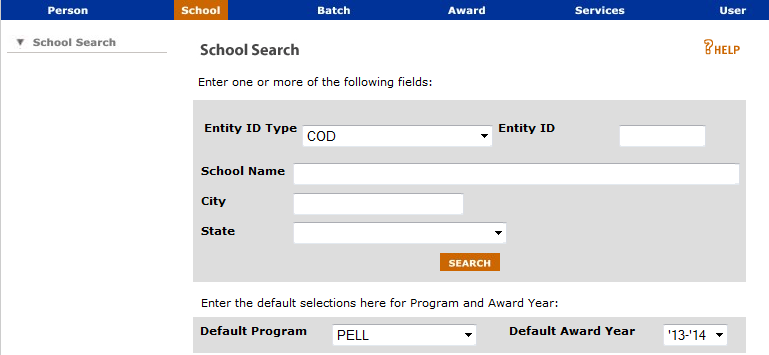 Person School Batch Award Services User
▼ School Search
School Search
?HELP
Enter one or more of the following fields:
Entity ID Type COD Entity ID
School Name
City
State
SEARCH
Enter the default selections here for Program and Award Year:
Default Program PELL Default Award Year '13-'14